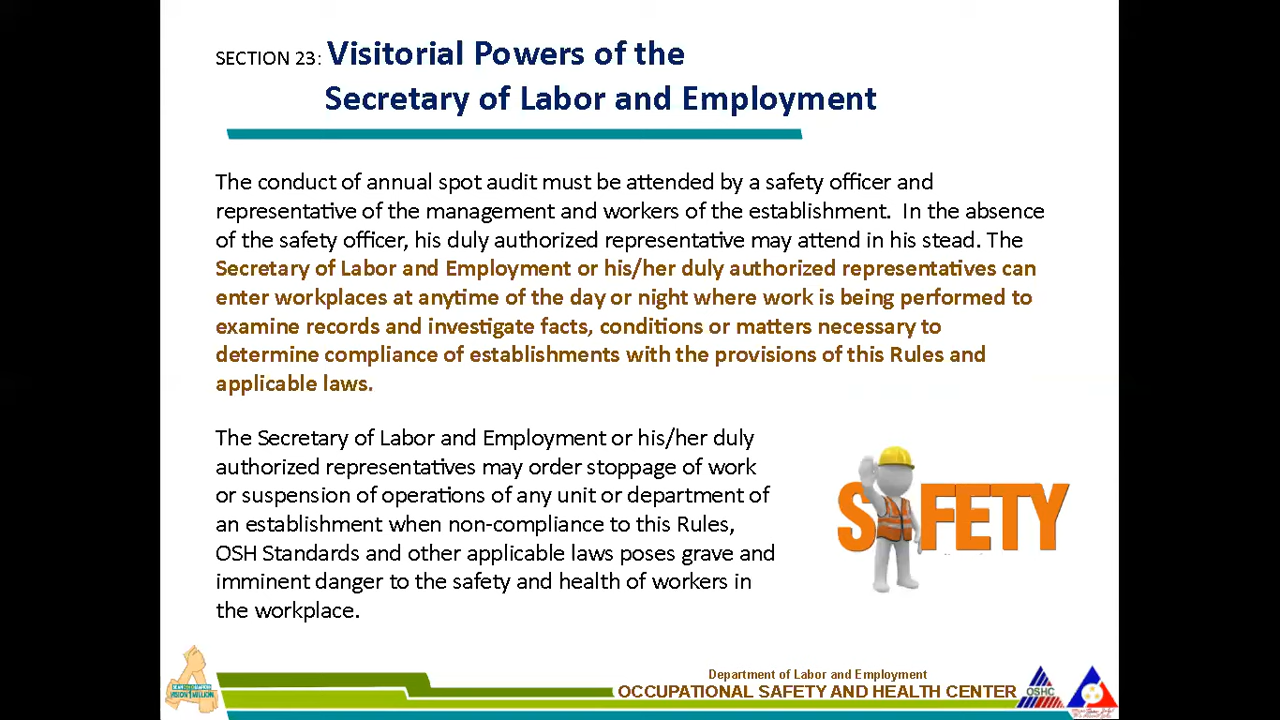 SECTION 23: Visitorial Powers of the
Secretary of Labor and Employment
The conduct of annual spot audit must be attended by a safety officer and
representative of the management and workers of the establishment. In the absence
of the safety officer, his duly authorized representative may attend in his stead. The
Secretary of Labor and Employment or his/her duly authorized representatives can
enter workplaces at anytime of the day or night where work is being performed to
examine records and investigate facts, conditions or matters necessary to
determine compliance of establishments with the provisions of this Rules and
applicable laws.
The Secretary of Labor and Employment or his/her duly
authorized representatives may order stoppage of work
or suspension of operations of any unit or department of
an establishment when non-compliance to this Rules,
OSH Standards and other applicable laws poses grave and
imminent danger to the safety and health of workers in
the workplace.
SAFETY
VISION 1 MILLION
Department of Labor and Employment
OCCUPATIONAL SAFETY AND HEALTH CENTER
OSHC